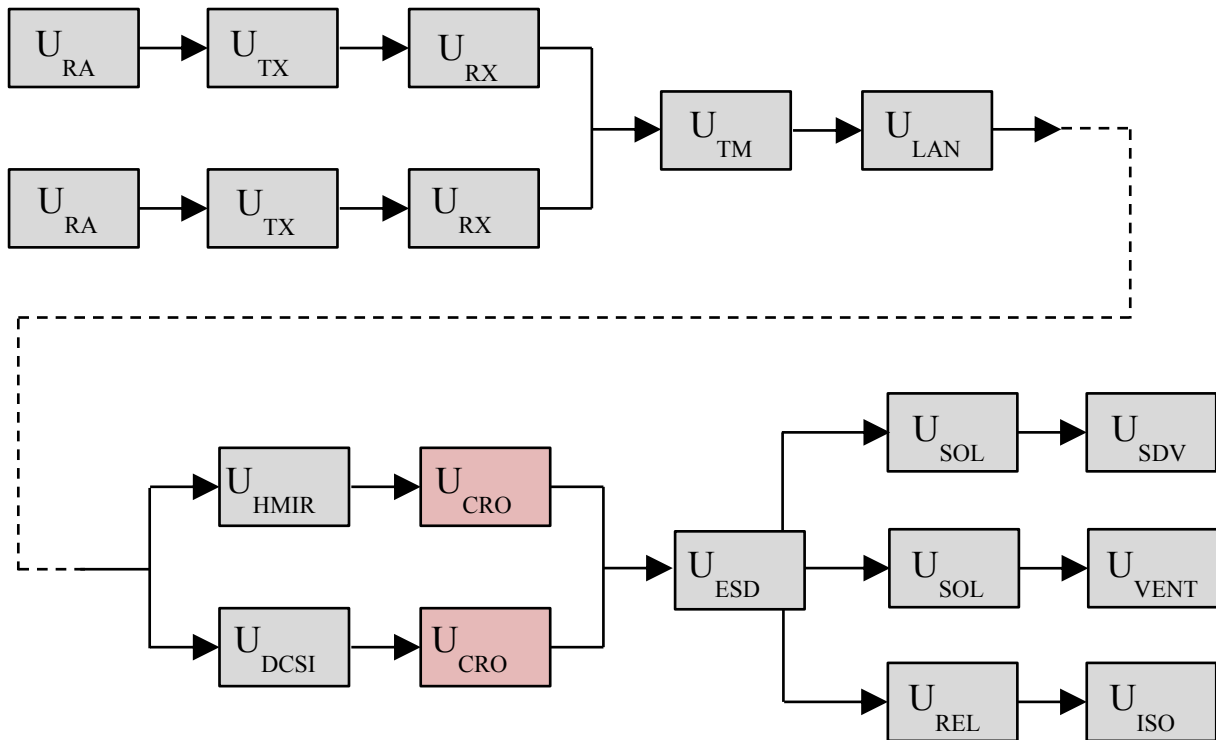 U RA
U TX
U RX
U TM
U LAN
U RA
U TX
U RX
U HMIR
U CRO
U SOL
U SDV
U ESD
U SOL
U VENT
U DCSI
U CRO
U REL
U ISO